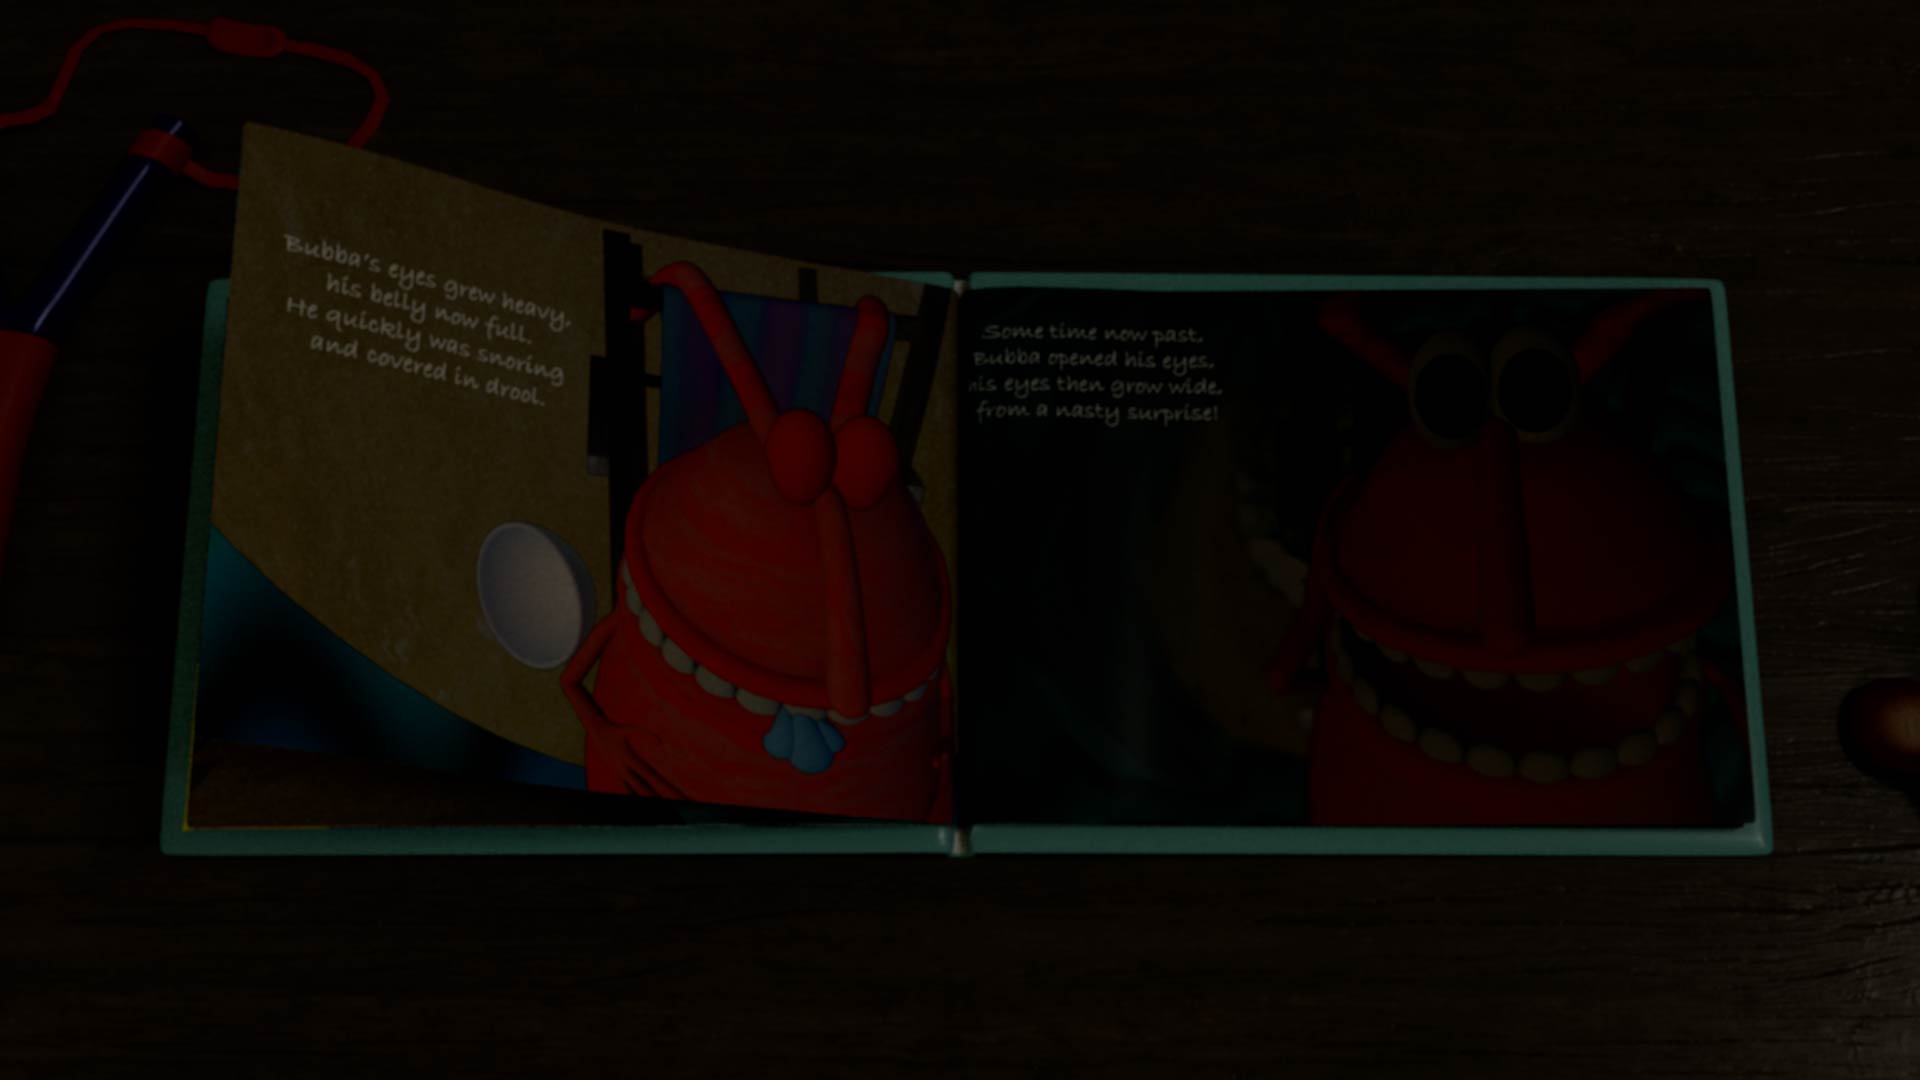 Bubba's eyes grew heavy,
his belly now full.
He quickly was snoring
and covered in drool.
Some time now past,
Bubba opened his eyes,
his eyes then grow wide,
from a nasty surprise!